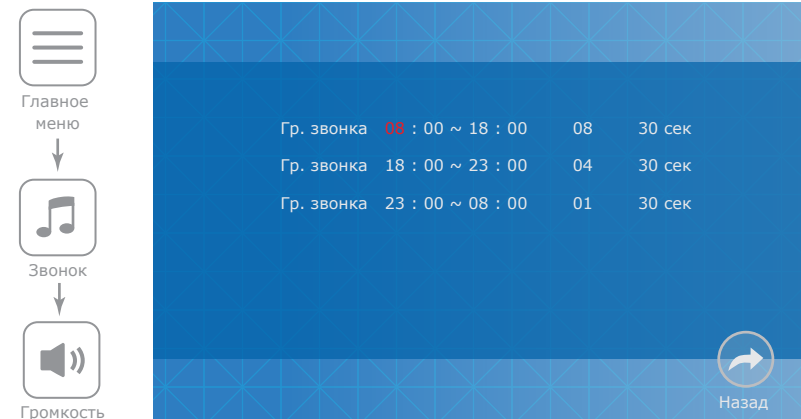 Главное
меню
Звонок
Громкость
Гр. звонка 08 : 00 ~ 18 : 00 08 30 сек
Гр. звонка 18 : 00 ~ 23 : 00 04 30 сек
Гр. звонка 23 : 00 ~ 08 : 00 01 30 сек
Назад